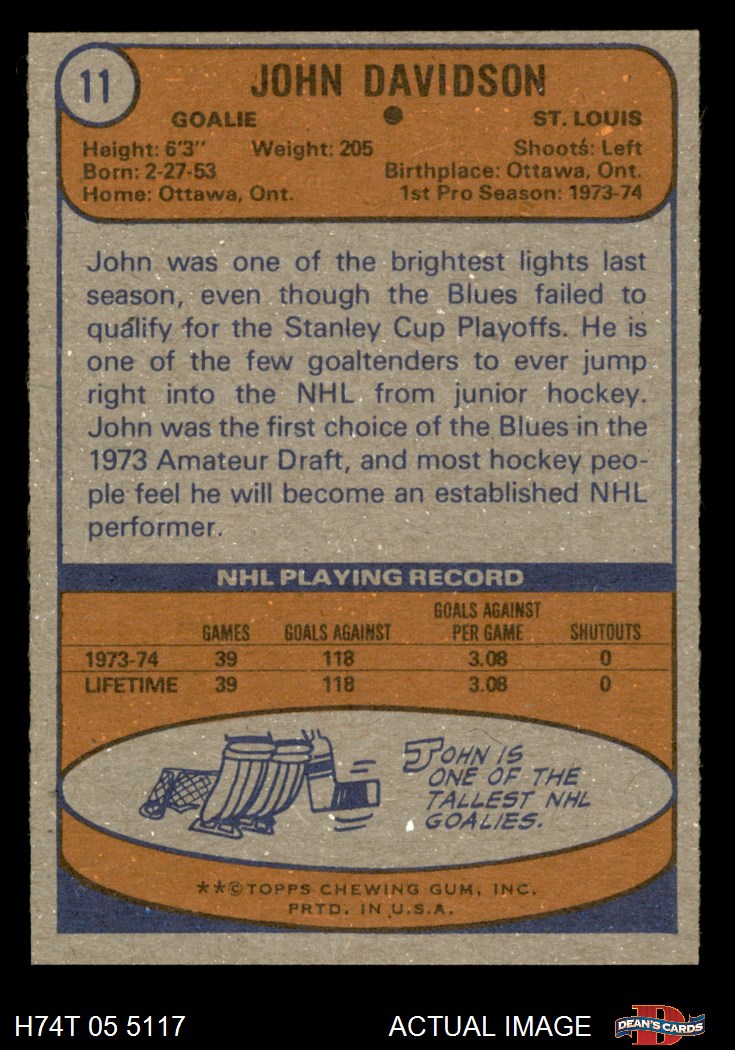 11
JOHN DAVIDSON
GOALIE ST. LOUIS
Height: 6'3" Weight: 205 Shoots: Left
Born: 2-27-53 Birthplace: Ottawa, Ont.
Home: Ottawa, Ont. 1st Pro Season: 1973-74
John was one of the brightest lights last
season, even though the Blues failed to
qualify for the Stanley Cup Playoffs. He is
one of the few goaltenders to ever jump
right into the NHL from junior hockey.
John was the first choice of the Blues in the
1973 Amateur Draft, and most hockey peo-
ple feel he will become an established NHL
performer.
NHL PLAYING RECORD
GAMES GOALS AGAINST GOALS AGAINST PER GAME SHUTOUTS
1973-74 39 118 3.08 0
LIFETIME 39 118 3.08 0
JOHN IS
ONE OF THE
TALLEST NHL
GOALIES.
**©TOPPS CHEWING GUM, INC.
PRTD. IN U.S.A.
H74T 05 5117 ACTUAL IMAGE D DEAN'S CARDS